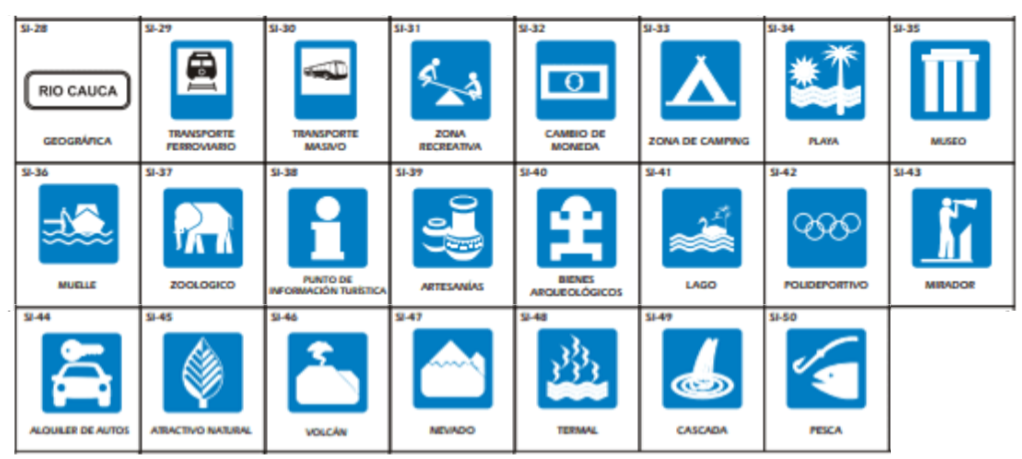 SI-28
RIO CAUCA
GEOGRÁFICA
SI-29
TRANSPORTE
FERROVIARIO
SI-30
TRANSPORTE
MASIVO
SI-31
ZONA
RECREATIVA
SI-32
CAMBIO DE
MONEDA
SI-33
ZONA DE CAMPING
SI-34
PLAYA
SI-35
MUSEO
SI-36
MUELLE
SI-37
ZOOLOGICO
SI-38
PUNTO DE
INFORMACIÓN TURÍSTICA
SI-39
ARTESANÍAS
SI-40
BIENES
ARQUEOLÓGICOS
SI-41
LAGO
SI-42
POLIDEPORTIVO
SI-43
MIRADOR
SI-44
ALQUILER DE AUTOS
SI-45
ATRACTIVO NATURAL
SI-46
VOLCÁN
SI-47
NEVADO
SI-48
TERMAL
SI-49
CASCADA
SI-50
PESCA